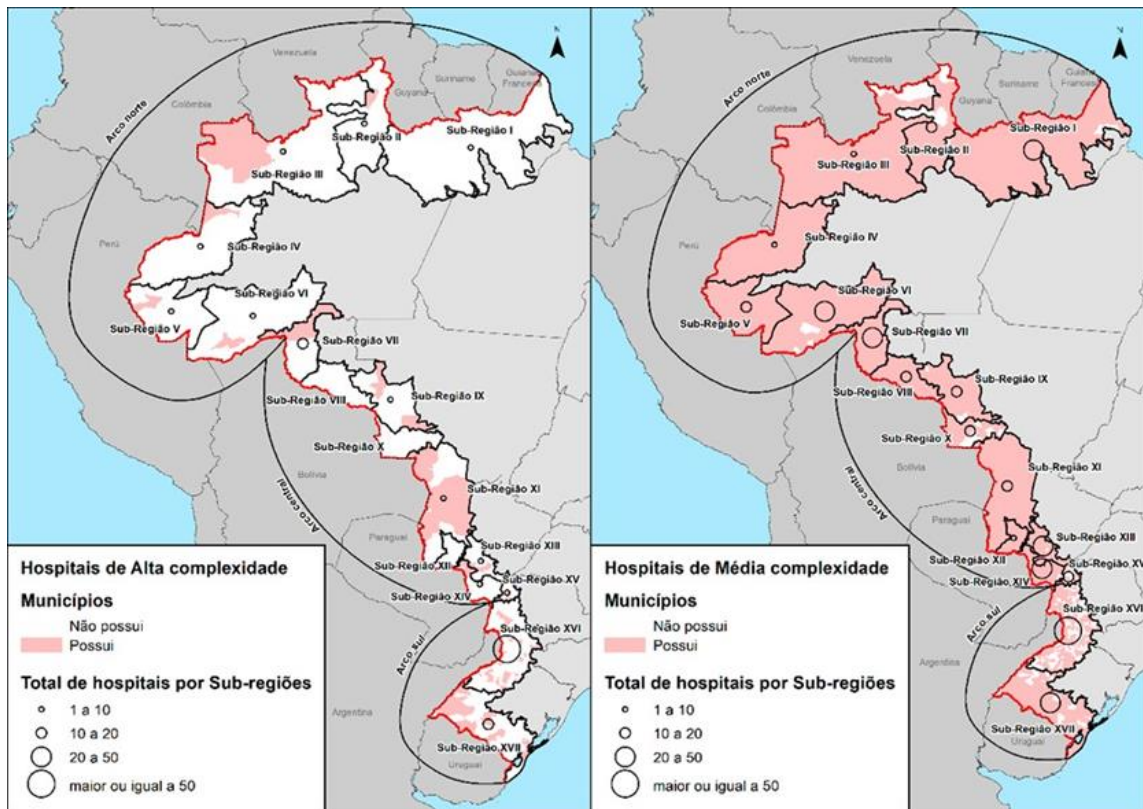 N
Venezuela
Guyana
Suriname
Guiana
Francesa
Colômbia
Arco norte
Sub-Região I
Sub-Região II
Sub-Região III
Perú
Sub-Região IV
Sub-Região VI
Sub-Região V
Sub-Região VII
Sub-Região VIII
Sub-Região IX
Sub-Região X
Bolívia
Arco central
Sub-Região XI
Paraguai
Sub-Região XIII
Sub-Região XII
Sub-Região XV
Sub-Região XIV
Sub-Região XVI
Arco sul
Argentina
Sub-Região XVII
Uruguai
Hospitais de Alta complexidade
Municípios
Não possui
Possui
Total de hospitais por Sub-regiões
1 a 10
10 a 20
20 a 50
maior ou igual a 50
N
Venezuela
Guyana
Suriname
Guiana
Francesa
Colômbia
Arco norte
Sub-Região I
Sub-Região II
Sub-Região III
Perú
Sub-Região IV
Sub-Região VI
Sub-Região V
Sub-Região VII
Sub-Região VIII
Sub-Região IX
Sub-Região X
Bolívia
Arco central
Sub-Região XI
Paraguai
Sub-Região XIII
Sub-Região XII
Sub-Região XV
Sub-Região XIV
Sub-Região XVI
Arco sul
Argentina
Sub-Região XVII
Uruguai
Hospitais de Média complexidade
Municípios
Não possui
Possui
Total de hospitais por Sub-regiões
1 a 10
10 a 20
20 a 50
maior ou igual a 50